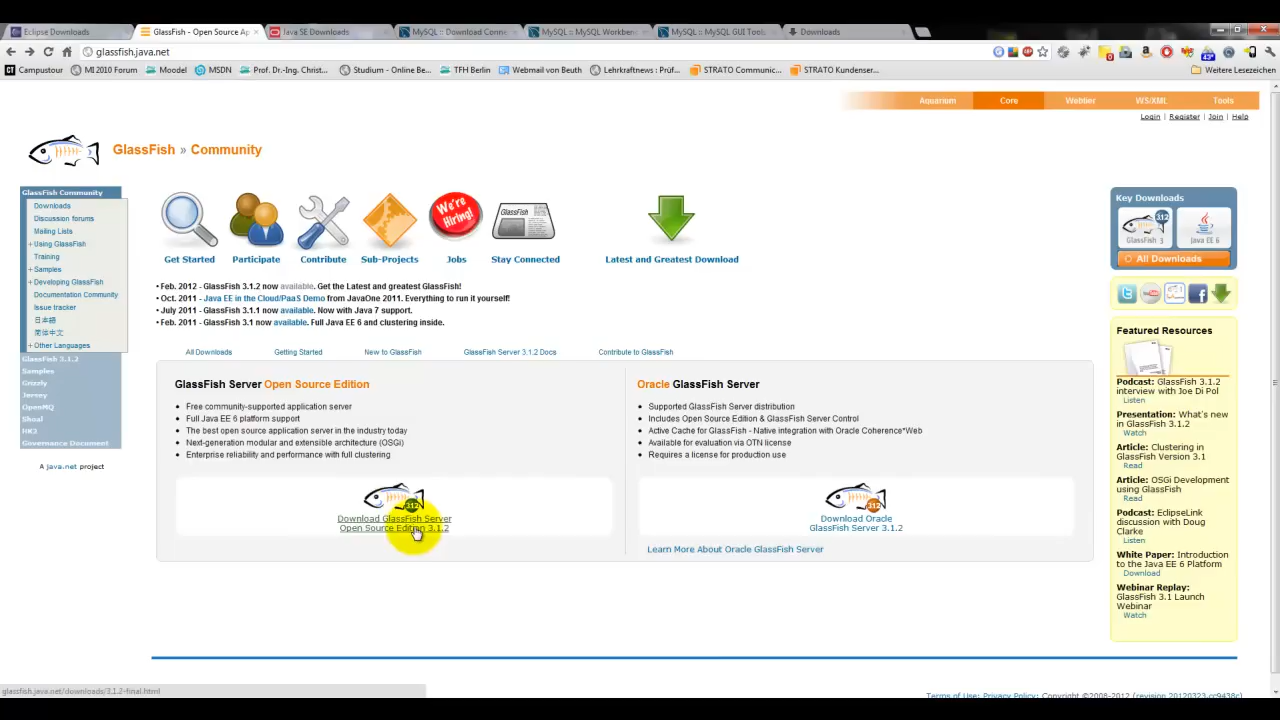 Eclipse Downloads
GlassFish - Open Source Ap
Java SE Downloads
MySQL :: Download Conn
MySQL :: MySQL Workben
MySQL :: MySQL GUI Tools
Downloads
glassfish.java.net
Campustour
MI 2010 Forum
Moodel
MSDN
Prof. Dr.-Ing. Christ...
Studium - Online Be...
TFH Berlin
Webmail von Beuth
Lehrkraftnews : Prüf...
STRATO Communic...
STRATO Kundenser...
Weitere Lesezeichen
Aquarium
Core
Webtier
WS/XML
Tools
Login | Register | Join | Help
GlassFish » Community
GlassFish Community
Downloads
Discussion forums
Mailing Lists
+ Using GlassFish
Training
+ Samples
+ Developing GlassFish
Documentation Community
Issue tracker
日本語
简体中文
+ Other Languages
GlassFish 3.1.2
Samples
Grizzly
Jersey
OpenMQ
Shoal
HK2
Governance Document
A java.net project
We're Hiring!
GlassFish
Get Started
Participate
Contribute
Sub-Projects
Jobs
Stay Connected
Latest and Greatest Download
• Feb. 2012 - GlassFish 3.1.2 now available. Get the Latest and greatest GlassFish!
• Oct. 2011 - Java EE in the Cloud/PaaS Demo from JavaOne 2011. Everything to run it yourself!
• July 2011 - GlassFish 3.1.1 now available. Now with Java 7 support.
• Feb. 2011 - GlassFish 3.1 now available. Full Java EE 6 and clustering inside.
All Downloads
Getting Started
New to GlassFish
GlassFish Server 3.1.2 Docs
Contribute to GlassFish
GlassFish Server Open Source Edition
• Free community-supported application server
• Full Java EE 6 platform support
• The best open source application server in the industry today
• Next-generation modular and extensible architecture (OSGi)
• Enterprise reliability and performance with full clustering
312
Download GlassFish Server
Open Source Edition 3.1.2
Oracle GlassFish Server
• Supported GlassFish Server distribution
• Includes Open Source Edition & GlassFish Server Control
• Active Cache for GlassFish - Native integration with Oracle Coherence*Web
• Available for evaluation via OTN license
• Requires a license for production use
312
Download Oracle
GlassFish Server 3.1.2
Learn More About Oracle GlassFish Server
Key Downloads
312
GlassFish 3
Java EE 6
All Downloads
Featured Resources
Podcast: GlassFish 3.1.2
interview with Joe Di Pol
Listen
Presentation: What's new
in GlassFish 3.1.2
Watch
Article: Clustering in
GlassFish Version 3.1
Read
Article: OSGi Development
using GlassFish
Read
Podcast: EclipseLink
discussion with Doug
Clarke
Listen
White Paper: Introduction
to the Java EE 6 Platform
Download
Webinar Replay:
GlassFish 3.1 Launch
Webinar
Watch
glassfish.java.net/downloads/3.1.2-final.html
Terms of Use; Privacy Policy; Copyright ©2008-2012 (revision 20120323.cc9438c)